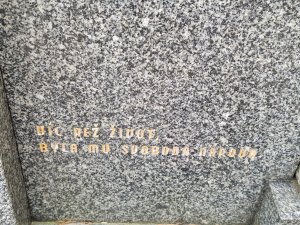 VÍC NEŽ ŽIVOT
BYLA MU SVOBODA NÁRODA